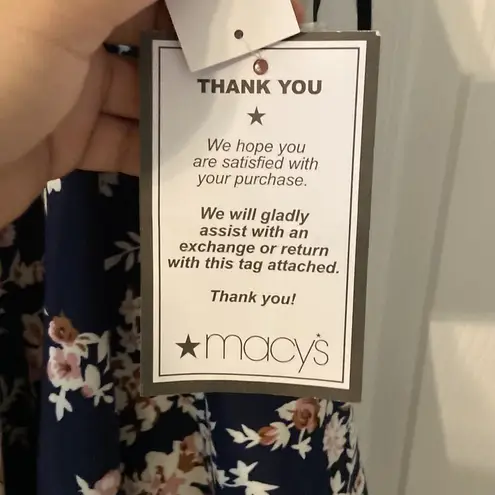 THANK YOU
We hope you
are satisfied with
your purchase.
We will gladly
assist with an
exchange or return
with this tag attached.
Thank you!
macy's